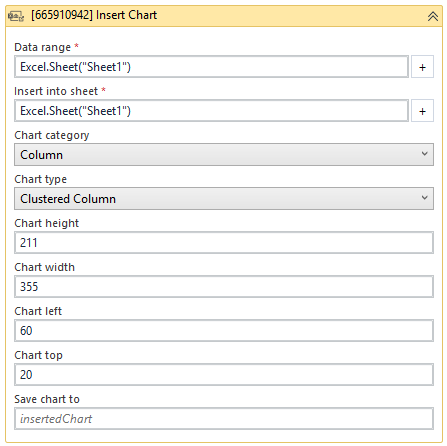 [665910942] Insert Chart
Data range *
Excel.Sheet("Sheet1")
+
Insert into sheet *
Excel.Sheet("Sheet1")
+
Chart category
Column
Chart type
Clustered Column
Chart height
211
Chart width
355
Chart left
60
Chart top
20
Save chart to
insertedChart